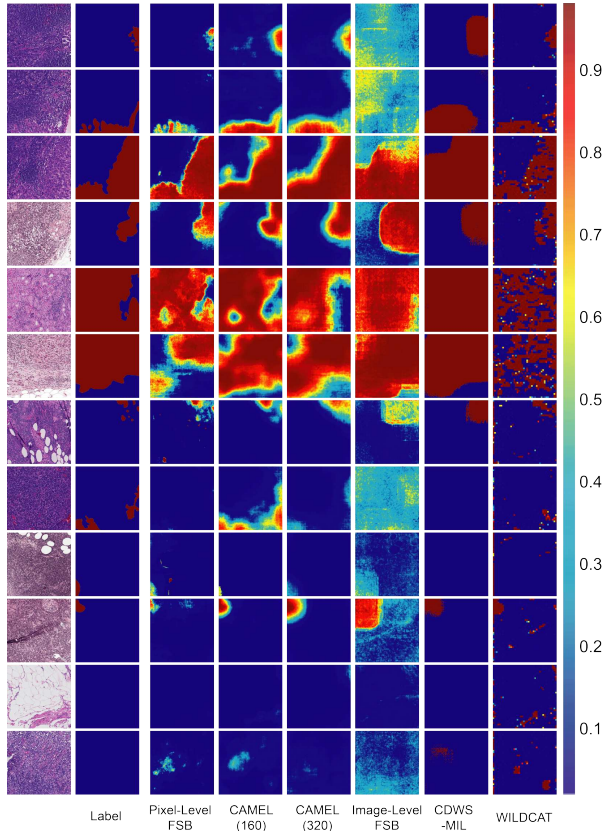 0.9
0.8
0.7
0.6
0.5
0.4
0.3
0.2
0.1
Label
Pixel-Level
FSB
CAMEL
(160)
CAMEL
(320)
Image-Level
FSB
CDWS
-MIL
WILDCAT